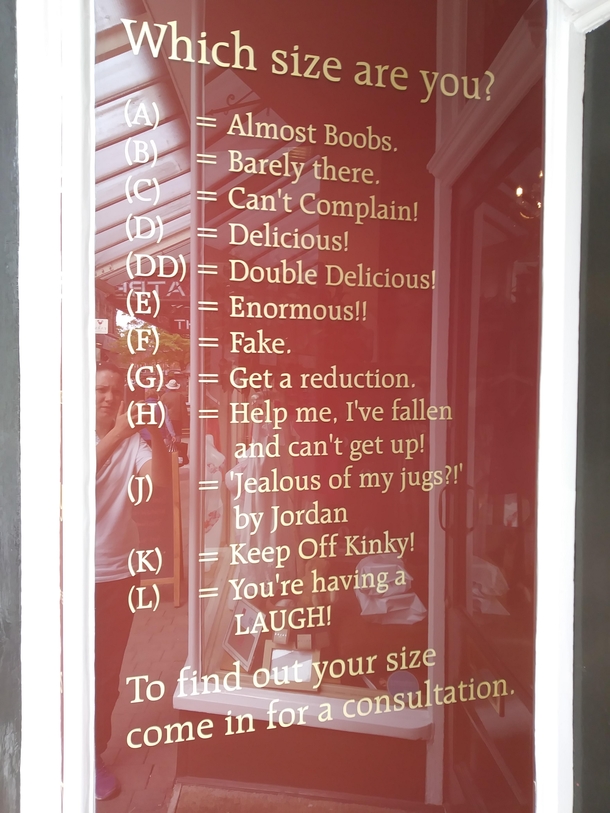 Which size are you?
(A) = Almost Boobs.
(B) = Barely there.
(C) = Can't Complain!
(D) = Delicious!
(DD) = Double Delicious!
(E) = Enormous!!
(F) = Fake.
(G) = Get a reduction.
(H) = Help me, I've fallen
and can't get up!
(J) = 'Jealous of my jugs?!'
by Jordan
(K) = Keep Off Kinky!
(L) = You're having a
LAUGH!
To find out your size
come in for a consultation.